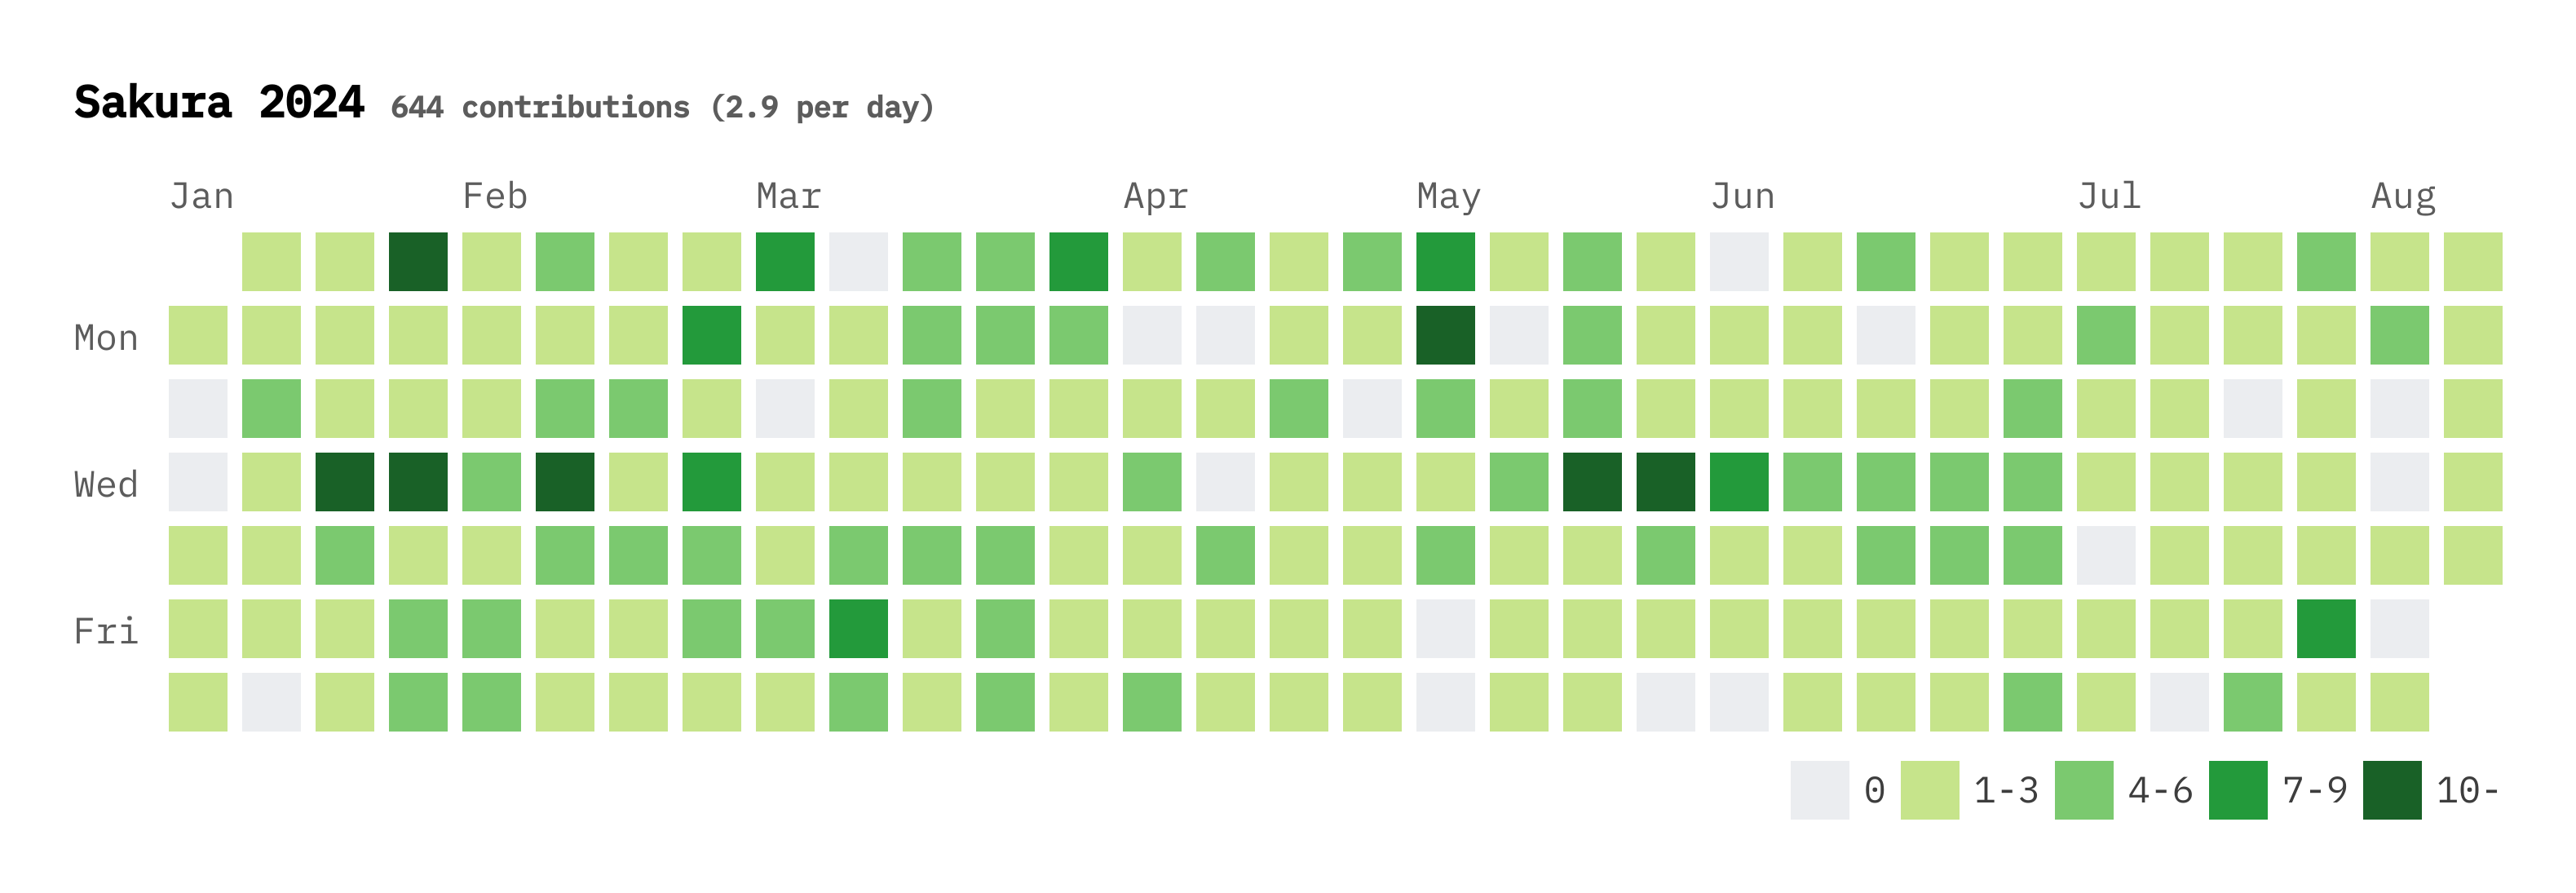 Sakura 2024 644 contributions (2.9 per day)
Jan Feb Mar Apr May Jun Jul Aug
Mon
Wed
Fri
0 1-3 4-6 7-9 10-